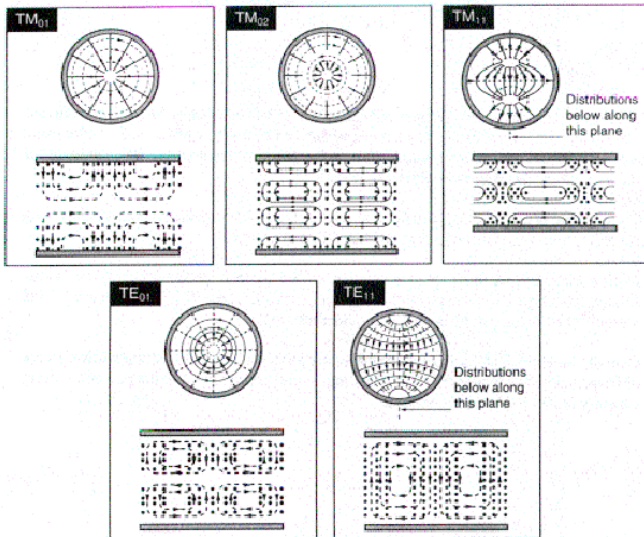 TM01
TM02
TM11
Distributions
below along
this plane
TE01
TE11
Distributions
below along
this plane